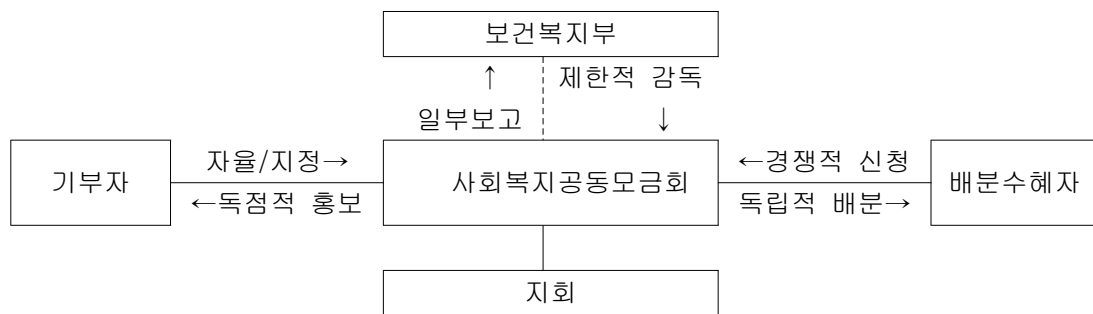 보건복지부
↑ 제한적 감독
일부보고 ↓
자율/지정→
←경쟁적 신청
기부자
사회복지공동모금회
배분수혜자
←독점적 홍보
독립적 배분→
지회